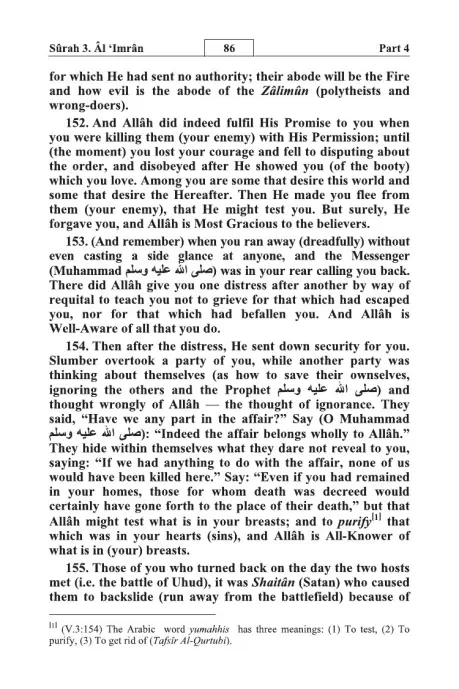 Sûrah 3. Âl 'Imrân 86 Part 4
for which He had sent no authority; their abode will be the Fire
and how evil is the abode of the Zâlimûn (polytheists and
wrong-doers).
152. And Allâh did indeed fulfil His Promise to you when
you were killing them (your enemy) with His Permission; until
(the moment) you lost your courage and fell to disputing about
the order, and disobeyed after He showed you (of the booty)
which you love. Among you are some that desire this world and
some that desire the Hereafter. Then He made you flee from
them (your enemy), that He might test you. But surely, He
forgave you, and Allâh is Most Gracious to the believers.
153. (And remember) when you ran away (dreadfully) without
even casting a side glance at anyone, and the Messenger
(Muhammad صلى الله عليه وسلم) was in your rear calling you back.
There did Allâh give you one distress after another by way of
requital to teach you not to grieve for that which had escaped
you, nor for that which had befallen you. And Allâh is
Well-Aware of all that you do.
154. Then after the distress, He sent down security for you.
Slumber overtook a party of you, while another party was
thinking about themselves (as how to save their ownselves,
ignoring the others and the Prophet صلى الله عليه وسلم) and
thought wrongly of Allâh — the thought of ignorance. They
said, “Have we any part in the affair?” Say (O Muhammad
صلى الله عليه وسلم): “Indeed the affair belongs wholly to Allâh.”
They hide within themselves what they dare not reveal to you,
saying: “If we had anything to do with the affair, none of us
would have been killed here.” Say: “Even if you had remained
in your homes, those for whom death was decreed would
certainly have gone forth to the place of their death,” but that
Allâh might test what is in your breasts; and to purify[1] that
which was in your hearts (sins), and Allâh is All-Knower of
what is in (your) breasts.
155. Those of you who turned back on the day the two hosts
met (i.e. the battle of Uhud), it was Shaitân (Satan) who caused
them to backslide (run away from the battlefield) because of
[1] (V.3:154) The Arabic word yumahhis has three meanings: (1) To test, (2) To
purify, (3) To get rid of (Tafsîr Al-Qurtubî).